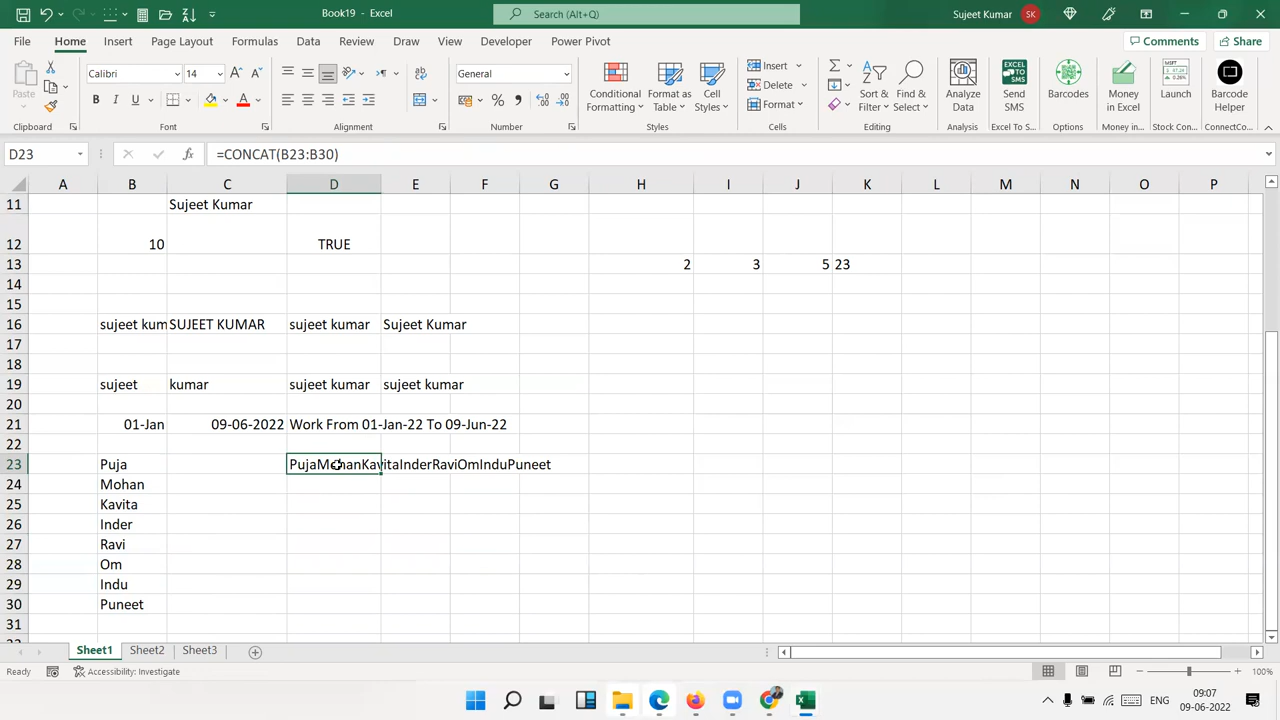 Book19 - Excel
Search (Alt+Q)
Sujeet Kumar
SK
File Home Insert Page Layout Formulas Data Review View Developer Automate Power Pivot
Comments
Share
Paste
Calibri 14
General
Conditional Formatting
Format as Table
Cell Styles
Insert
Delete
Format
Sort & Filter
Find & Select
Analyze Data
Send SMS
Barcodes
Money in Excel
Launch
Barcode Helper
Clipboard Font Alignment Number Styles Cells Editing Analysis Excel To S... Options Money in... Stock Con... ConnectCo...
D23 fx =CONCAT(B23:B30)
A B C D E F G H I J K L M N O P
11 Sujeet Kumar
12 10 TRUE
13 2 3 5 23
14
15
16 sujeet kum SUJEET KUMAR sujeet kumar Sujeet Kumar
17
18
19 sujeet kumar sujeet kumar sujeet kumar
20
21 01-Jan 09-06-2022 Work From 01-Jan-22 To 09-Jun-22
22
23 Puja PujaMohanKavitaInderRaviOmInduPuneet
24 Mohan
25 Kavita
26 Inder
27 Ravi
28 Om
29 Indu
30 Puneet
31
Sheet1 Sheet2 Sheet3
Ready Accessibility: Investigate 100%
ENG
09:07
09-06-2022